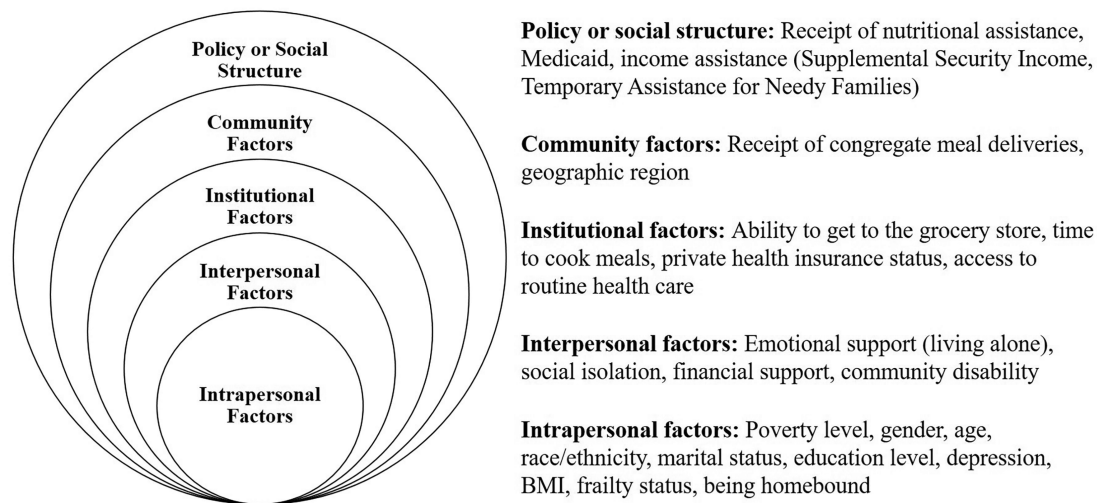 Policy or Social
Structure
Community
Factors
Institutional
Factors
Interpersonal
Factors
Intrapersonal
Factors
Policy or social structure: Receipt of nutritional assistance,
Medicaid, income assistance (Supplemental Security Income,
Temporary Assistance for Needy Families)
Community factors: Receipt of congregate meal deliveries,
geographic region
Institutional factors: Ability to get to the grocery store, time
to cook meals, private health insurance status, access to
routine health care
Interpersonal factors: Emotional support (living alone),
social isolation, financial support, community disability
Intrapersonal factors: Poverty level, gender, age,
race/ethnicity, marital status, education level, depression,
BMI, frailty status, being homebound